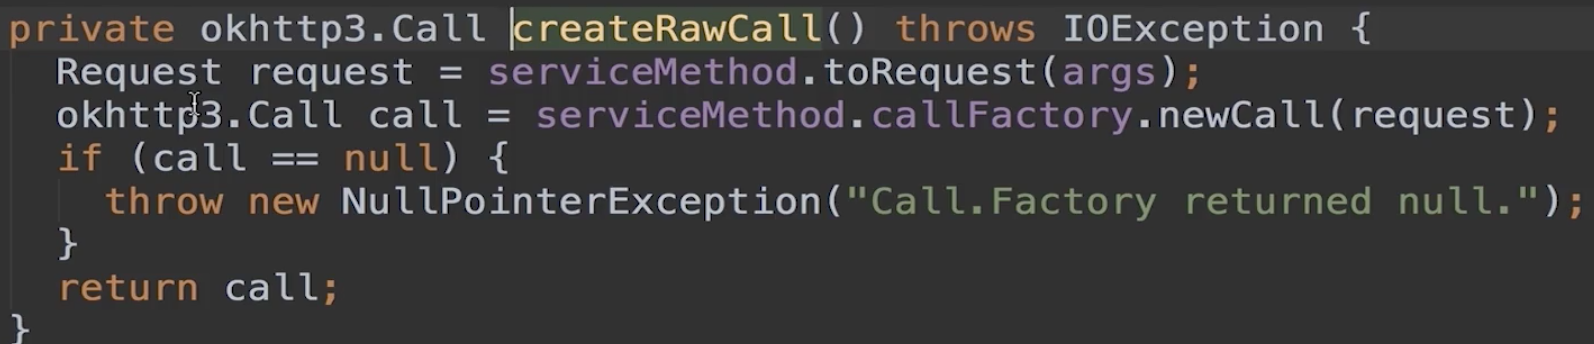 private okhttp3.Call createRawCall() throws IOException {
  Request request = serviceMethod.toRequest(args);
  okhttp3.Call call = serviceMethod.callFactory.newCall(request);
  if (call == null) {
    throw new NullPointerException("Call.Factory returned null.");
  }
  return call;
}